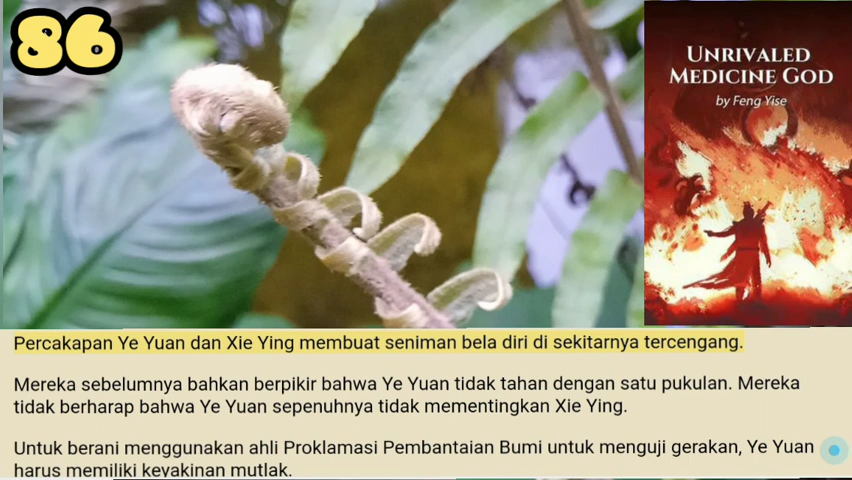 86
UNRIVALED
MEDICINE GOD
by Feng Yise
Percakapan Ye Yuan dan Xie Ying membuat seniman bela diri di sekitarnya tercengang.
Mereka sebelumnya bahkan berpikir bahwa Ye Yuan tidak tahan dengan satu pukulan. Mereka
tidak berharap bahwa Ye Yuan sepenuhnya tidak mementingkan Xie Ying.
Untuk berani menggunakan ahli Proklamasi Pembantaian Bumi untuk menguji gerakan, Ye Yuan
harus memiliki keyakinan mutlak.